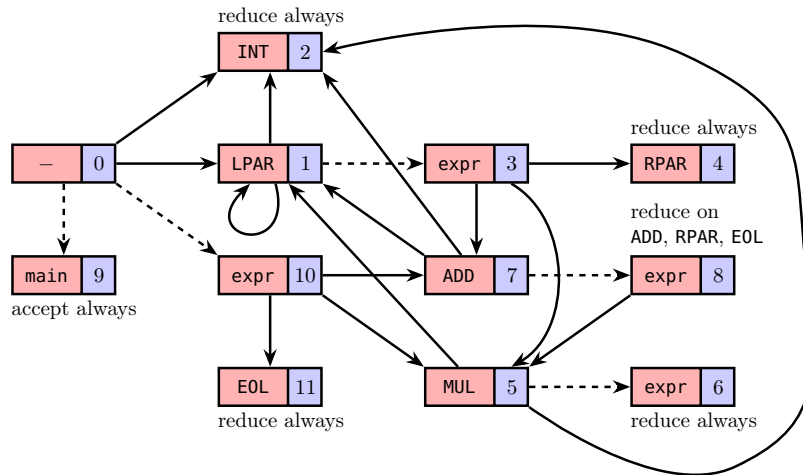 reduce always
INT 2
– 0
LPAR 1
expr 3
reduce always
RPAR 4
reduce on
ADD, RPAR, EOL
main 9
accept always
expr 10
ADD 7
expr 8
EOL 11
reduce always
MUL 5
expr 6
reduce always